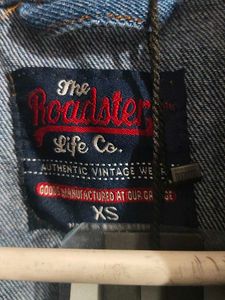 The
Roadster
Life Co.
AUTHENTIC VINTAGE WEAR
GOODS MANUFACTURED AT OUR GARAGE
XS